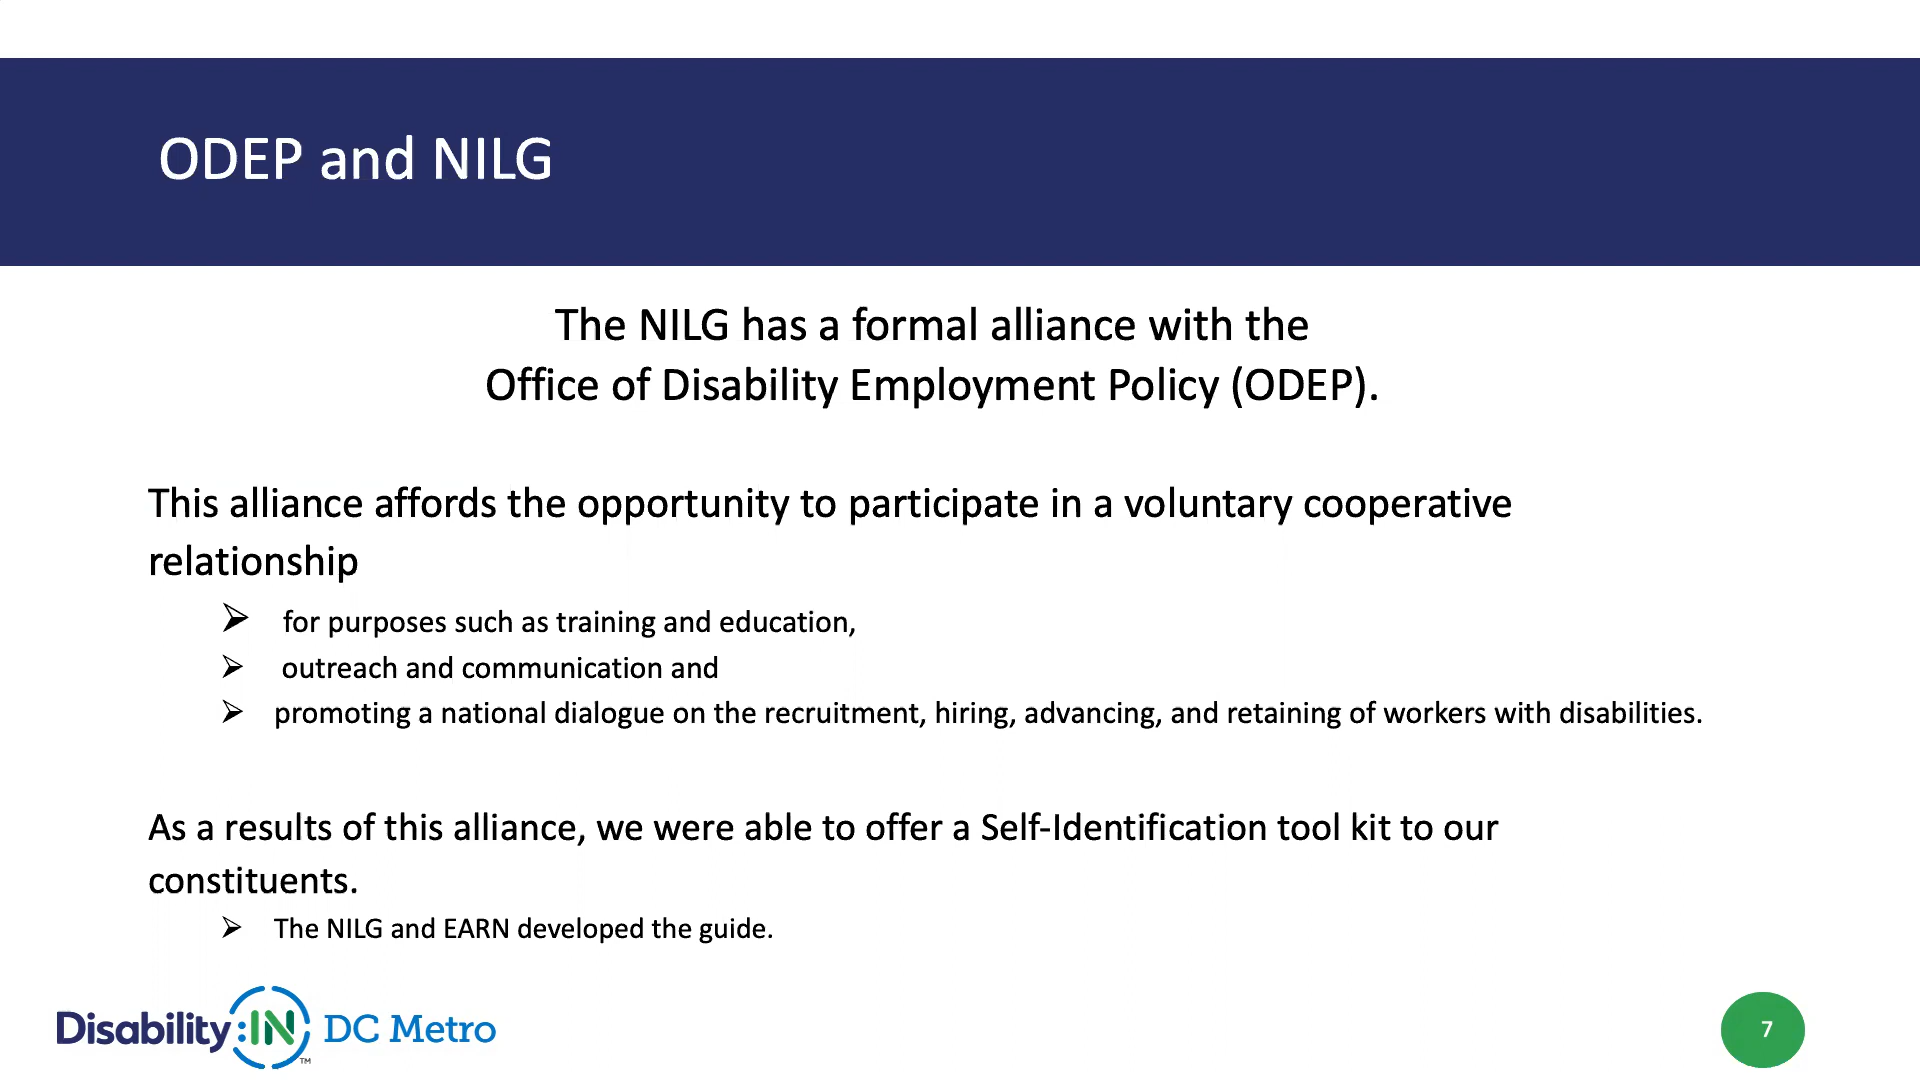 ODEP and NILG
The NILG has a formal alliance with the
Office of Disability Employment Policy (ODEP).
This alliance affords the opportunity to participate in a voluntary cooperative
relationship
➢ for purposes such as training and education,
➢ outreach and communication and
➢ promoting a national dialogue on the recruitment, hiring, advancing, and retaining of workers with disabilities.
As a results of this alliance, we were able to offer a Self-Identification tool kit to our
constituents.
➢ The NILG and EARN developed the guide.
Disability:IN™ DC Metro
7